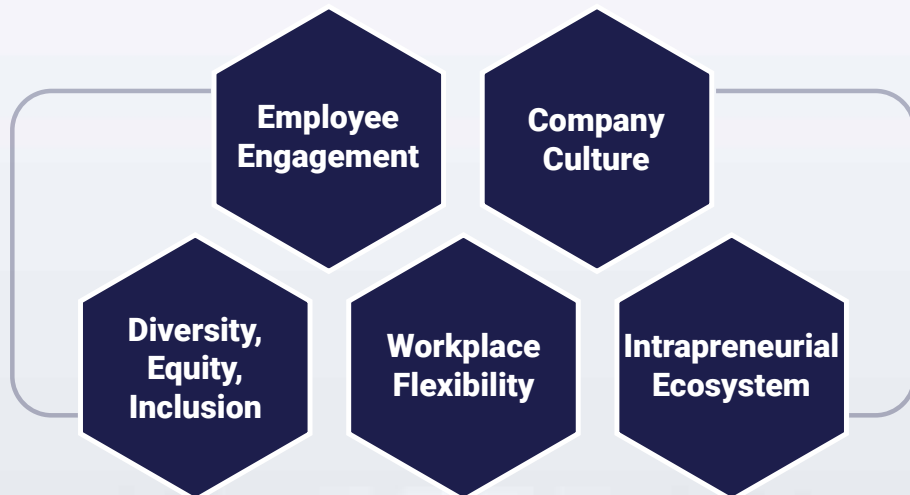 Employee
Engagement
Company
Culture
Diversity,
Equity,
Inclusion
Workplace
Flexibility
Intrapreneurial
Ecosystem